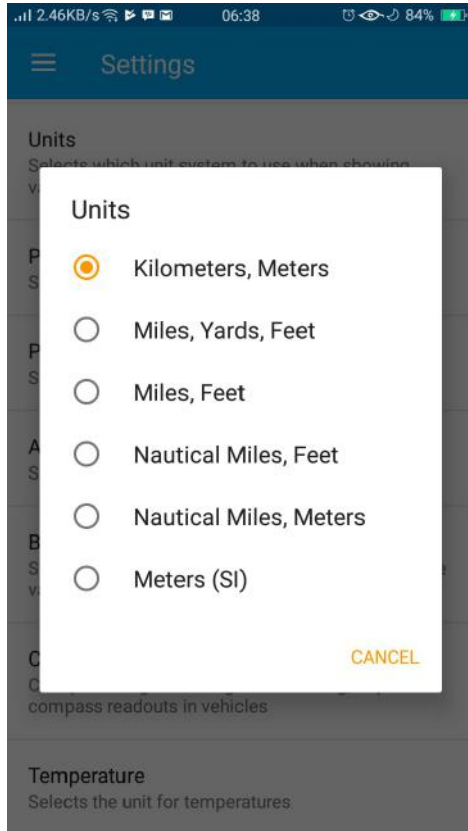 2.46KB/s 06:38 84%
Settings
Units
Selects which unit system to use when showing
Units
Kilometers, Meters
Miles, Yards, Feet
Miles, Feet
Nautical Miles, Feet
Nautical Miles, Meters
Meters (SI)
CANCEL
compass readouts in vehicles
Temperature
Selects the unit for temperatures